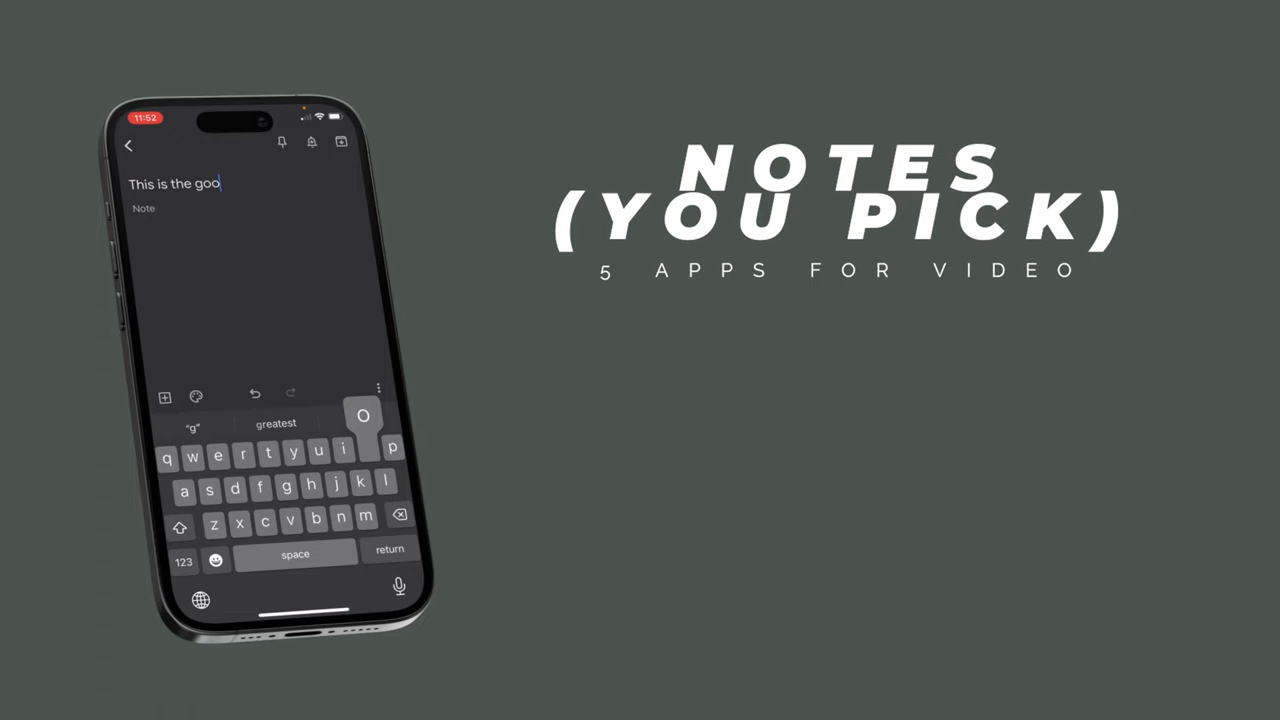 11:52
This is the goo
Note
NOTES
(YOU PICK)
5 APPS FOR VIDEO
"g" greatest
O
q w e r t y u i p
a s d f g h j k l
z x c v b n m
123 space return